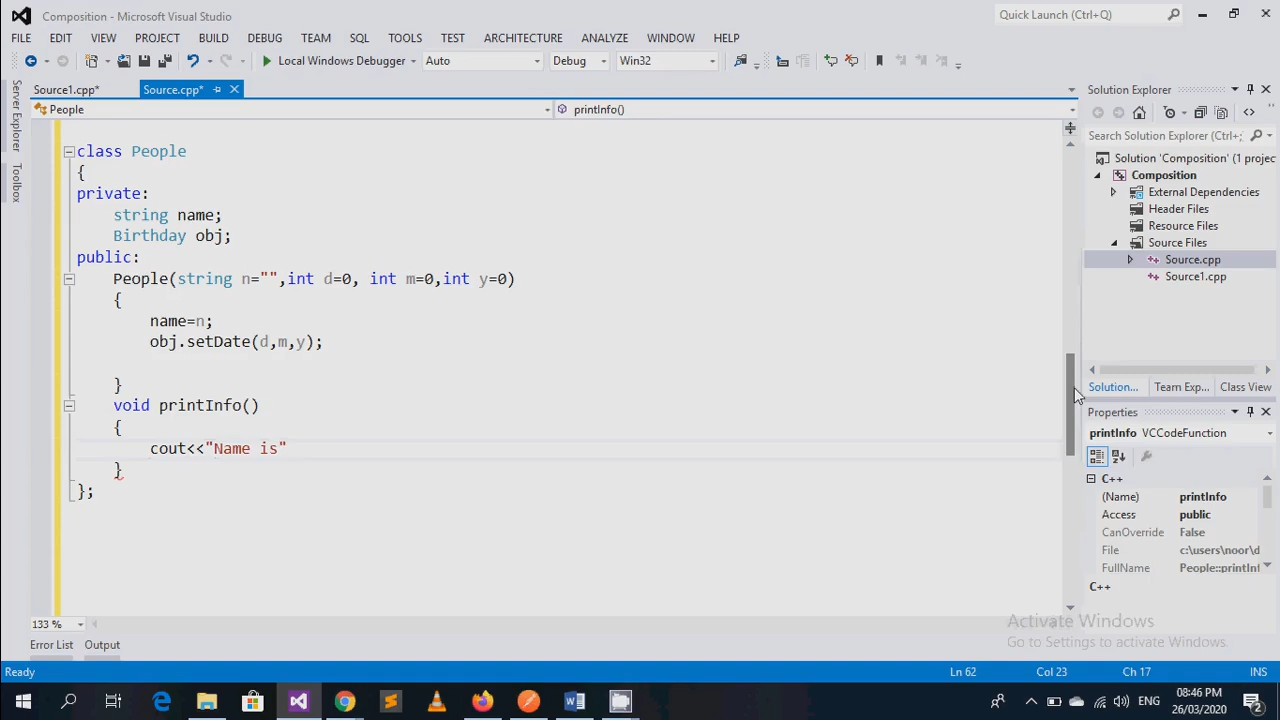 Composition - Microsoft Visual Studio
Quick Launch (Ctrl+Q)
FILE EDIT VIEW PROJECT BUILD DEBUG TEAM SQL TOOLS TEST ARCHITECTURE ANALYZE WINDOW HELP
Local Windows Debugger Auto Debug Win32
Server Explorer
Toolbox
Source1.cpp* Source.cpp*
People printInfo()
class People
{
private:
string name;
Birthday obj;
public:
People(string n="",int d=0, int m=0,int y=0)
{
name=n;
obj.setDate(d,m,y);
}
void printInfo()
{
cout<<"Name is"
}
};
133 %
Solution Explorer
Search Solution Explorer (Ctrl+;
Solution 'Composition' (1 projec
Composition
External Dependencies
Header Files
Resource Files
Source Files
Source.cpp
Source1.cpp
Solution... Team Exp... Class View
Properties
printInfo VCCodeFunction
C++
(Name) printInfo
Access public
CanOverride False
File c:\users\noor\d
FullName People::printInf
C++
Activate Windows
Go to Settings to activate Windows.
Error List Output
Ready Ln 62 Col 23 Ch 17 INS
ENG
08:46 PM
26/03/2020
2